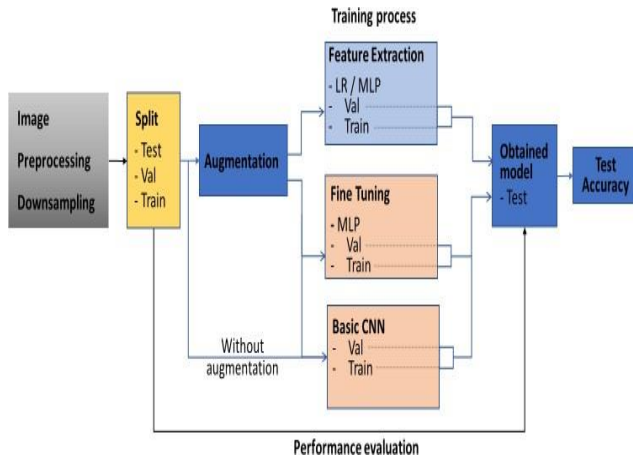 Training process
Image
Preprocessing
Downsampling
Split
- Test
- Val
- Train
Augmentation
Feature Extraction
- LR / MLP
- Val
- Train
Fine Tuning
- MLP
- Val
- Train
Without
augmentation
Basic CNN
- Val
- Train
Obtained
model
- Test
Test
Accuracy
Performance evaluation